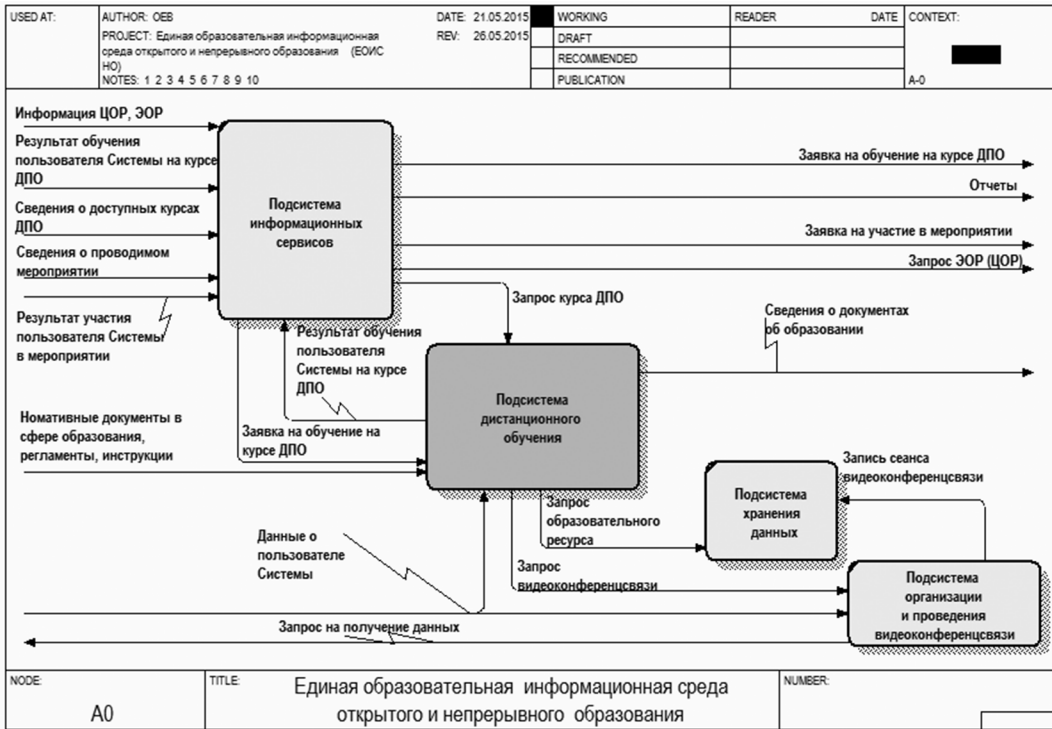 USED AT:
AUTHOR: ОЕВ
DATE: 21.05.2015
WORKING
READER
DATE
CONTEXT:
PROJECT: Единая образовательная информационная
среда открытого и непрерывного образования (ЕОИС
НО)
REV: 26.05.2015
DRAFT
RECOMMENDED
NOTES: 1 2 3 4 5 6 7 8 9 10
PUBLICATION
A-0
Информация ЦОР, ЭОР
Результат обучения
пользователя Системы на курсе
ДПО
Сведения о доступных курсах
ДПО
Сведения о проводимом
мероприятии
Результат участия
пользователя Системы
в мероприятии
Подсистема
информационных
сервисов
Заявка на обучение на курсе ДПО
Отчеты
Заявка на участие в мероприятии
Запрос ЭОР (ЦОР)
Запрос курса ДПО
Сведения о документах
об образовании
Результат обучения
пользователя
Системы на курсе
ДПО
Подсистема
дистанционного
обучения
Номативные документы в
сфере образования,
регламенты, инструкции
Заявка на обучение на
курсе ДПО
Запись сеанса
видеоконференцсвязи
Подсистема
хранения
данных
Запрос
образовательного
ресурса
Данные о
пользователе
Системы
Запрос
видеоконференцсвязи
Подсистема
организации
и проведения
видеоконференцсвязи
Запрос на получение данных
NODE:
A0
TITLE:
Единая образовательная информационная среда
открытого и непрерывного образования
NUMBER: